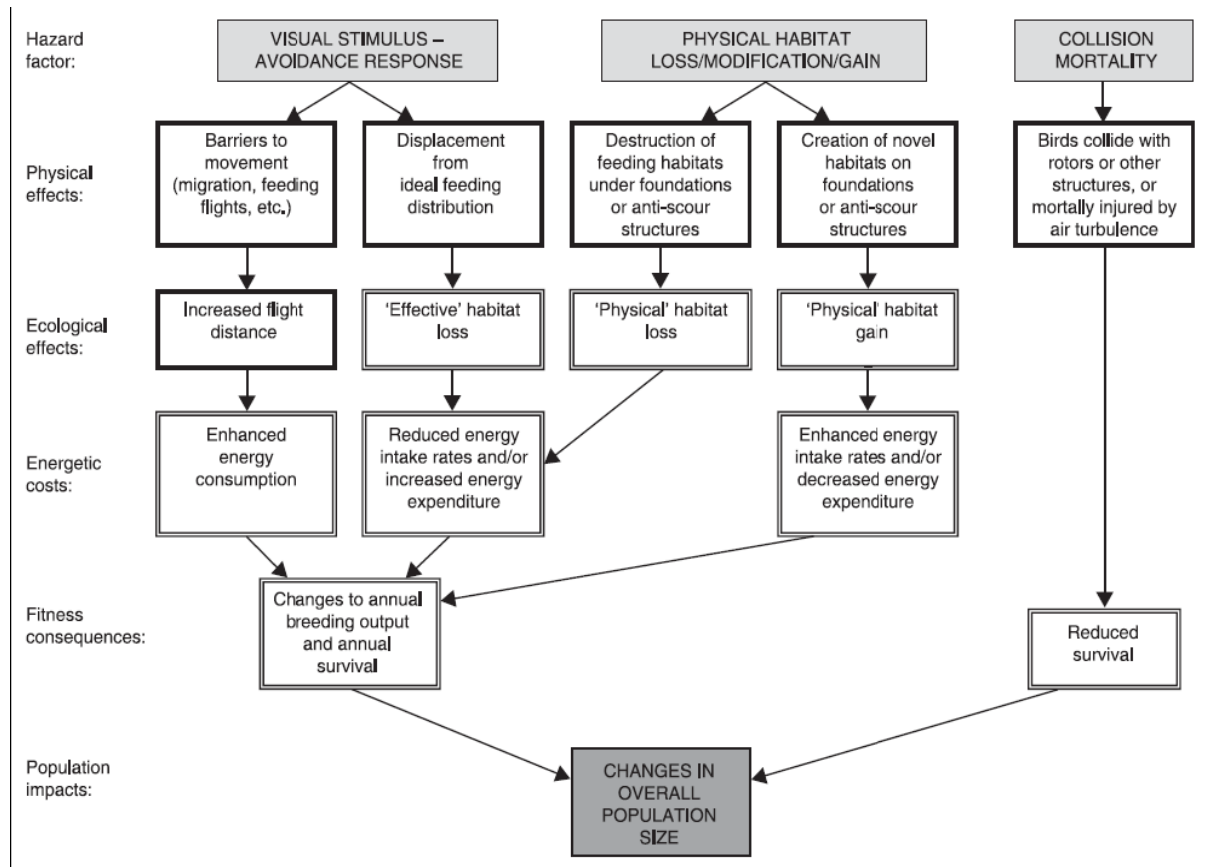 Hazard
factor:
VISUAL STIMULUS –
AVOIDANCE RESPONSE
PHYSICAL HABITAT
LOSS/MODIFICATION/GAIN
COLLISION
MORTALITY
Physical
effects:
Barriers to
movement
(migration, feeding
flights, etc.)
Displacement
from
ideal feeding
distribution
Destruction of
feeding habitats
under foundations
or anti-scour
structures
Creation of novel
habitats on
foundations
or anti-scour
structures
Birds collide with
rotors or other
structures, or
mortally injured by
air turbulence
Ecological
effects:
Increased flight
distance
‘Effective’ habitat
loss
‘Physical’ habitat
loss
‘Physical’ habitat
gain
Energetic
costs:
Enhanced
energy
consumption
Reduced energy
intake rates and/or
increased energy
expenditure
Enhanced energy
intake rates and/or
decreased energy
expenditure
Fitness
consequences:
Changes to annual
breeding output
and annual
survival
Reduced
survival
Population
impacts:
CHANGES IN
OVERALL
POPULATION
SIZE